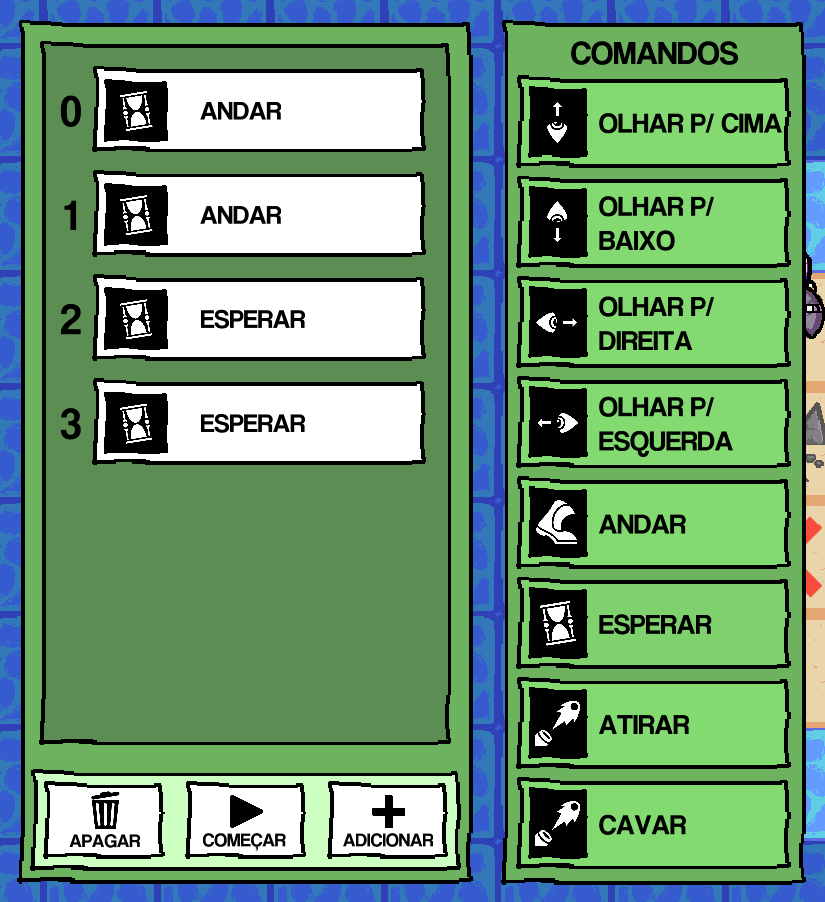 0 ANDAR
1 ANDAR
2 ESPERAR
3 ESPERAR
APAGAR
COMEÇAR
ADICIONAR
COMANDOS
OLHAR P/ CIMA
OLHAR P/
BAIXO
OLHAR P/
DIREITA
OLHAR P/
ESQUERDA
ANDAR
ESPERAR
ATIRAR
CAVAR